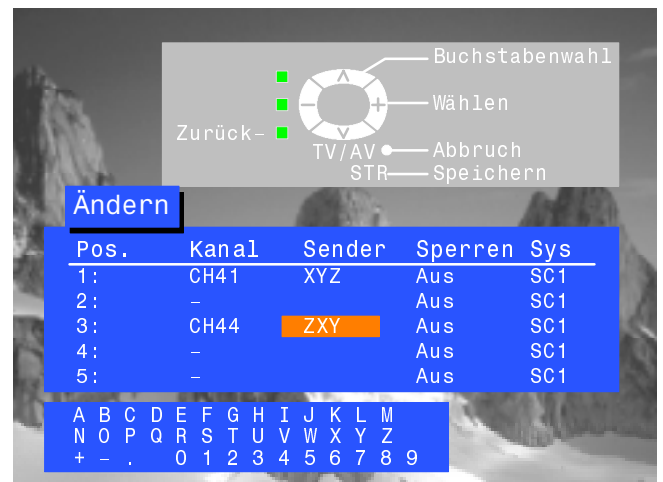 Buchstabenwahl
Wählen
Zurück–
TV/AV Abbruch
STR Speichern
Ändern
Pos. Kanal Sender Sperren Sys
1: CH41 XYZ Aus SC1
2: – Aus SC1
3: CH44 ZXY Aus SC1
4: – Aus SC1
5: – Aus SC1
A B C D E F G H I J K L M
N O P Q R S T U V W X Y Z
+ – . 0 1 2 3 4 5 6 7 8 9